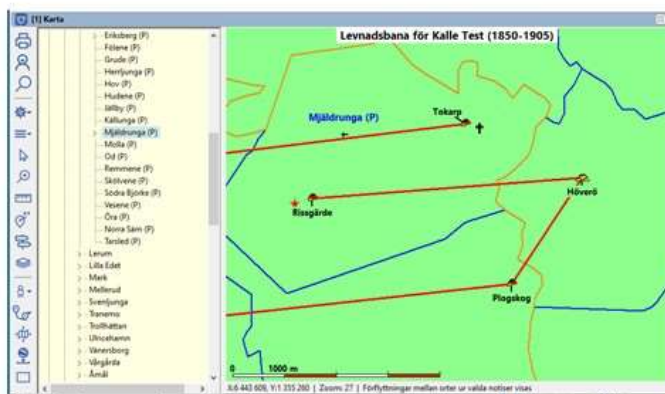 [1] Karta
Eriksberg (P)
Fölene (P)
Grude (P)
Herrljunga (P)
Hov (P)
Hudene (P)
Jällby (P)
Källunga (P)
Mjäldrunga (P)
Molla (P)
Od (P)
Remmene (P)
Skölvene (P)
Södra Björke (P)
Vesene (P)
Öra (P)
Norra Säm (P)
Tarsled (P)
Lerum
Lilla Edet
Mark
Mellerud
Svenljunga
Tranemo
Trollhättan
Ulricehamn
Vänersborg
Vårgårda
Åmål
Levnadsbana för Kalle Test (1850-1905)
Mjäldrunga (P)
Tokarp
Rissgårde
Höverö
Plogskog
0 1000 m
X:6 443 609, Y:1 355 260 | Zoom: 27 | Förflyttningar mellan orter ur valda notiser visas